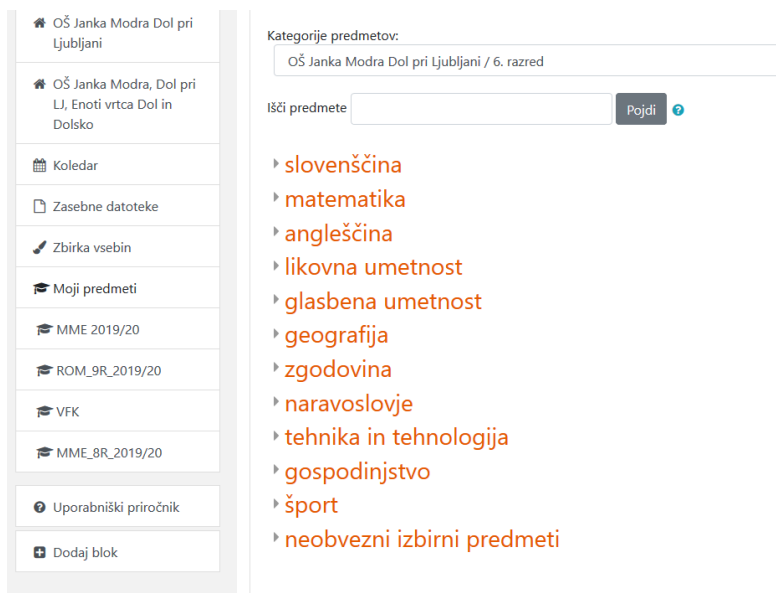 OŠ Janka Modra Dol pri
Ljubljani
OŠ Janka Modra, Dol pri
LJ, Enoti vrtca Dol in
Dolsko
Koledar
Zasebne datoteke
Zbirka vsebin
Moji predmeti
MME 2019/20
ROM_9R_2019/20
VFK
MME_8R_2019/20
Uporabniški priročnik
Dodaj blok
Kategorije predmetov:
OŠ Janka Modra Dol pri Ljubljani / 6. razred
Išči predmete
Pojdi
slovenščina
matematika
angleščina
likovna umetnost
glasbena umetnost
geografija
zgodovina
naravoslovje
tehnika in tehnologija
gospodinjstvo
šport
neobvezni izbirni predmeti